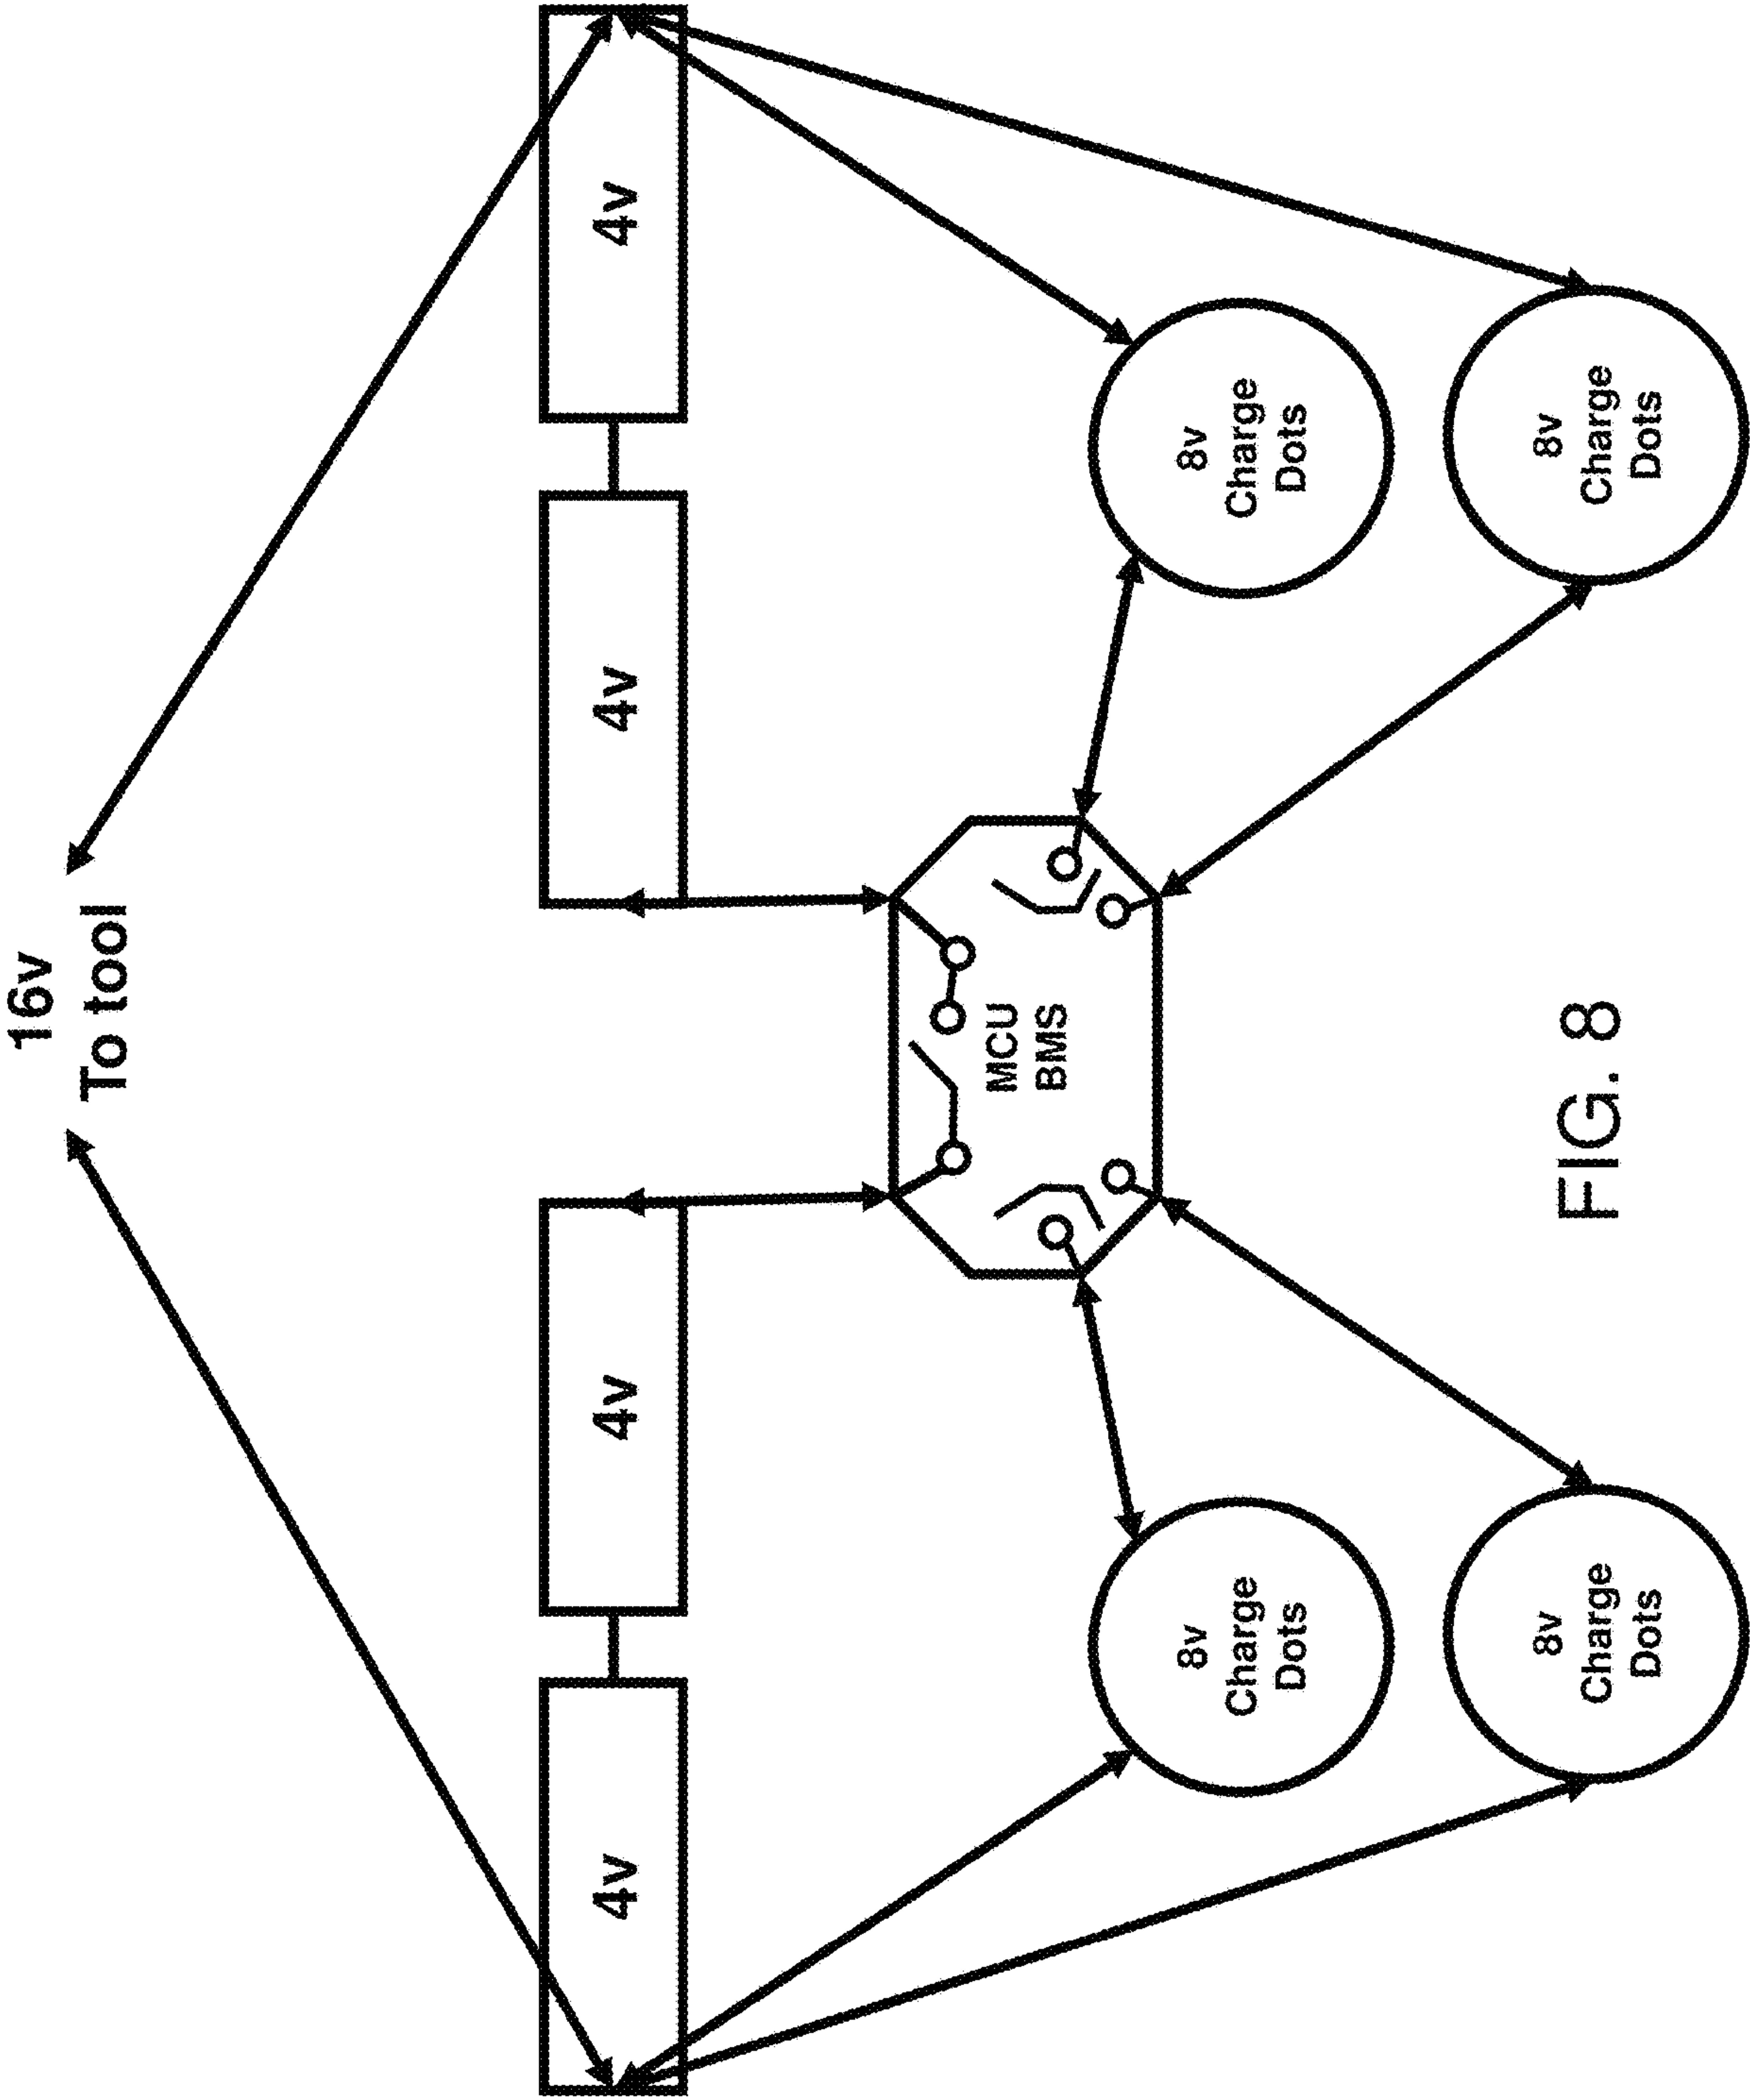 16v
To tool
4v
4v
4v
4v
MCU
BMS
8v
Charge
Dots
8v
Charge
Dots
8v
Charge
Dots
8v
Charge
Dots
FIG. 8